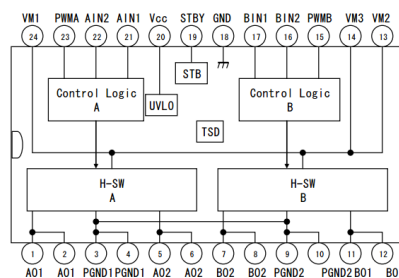 VM1 PWMA AIN2 AIN1 Vcc STBY GND BIN1 BIN2 PWMB VM3 VM2
24 23 22 21 20 19 18 17 16 15 14 13
STB
Control Logic
A
Control Logic
B
UVLO
TSD
H-SW
A
H-SW
B
1 2 3 4 5 6 7 8 9 10 11 12
AO1 AO1 PGND1 PGND1 AO2 AO2 BO2 BO2 PGND2 PGND2 BO1 BO